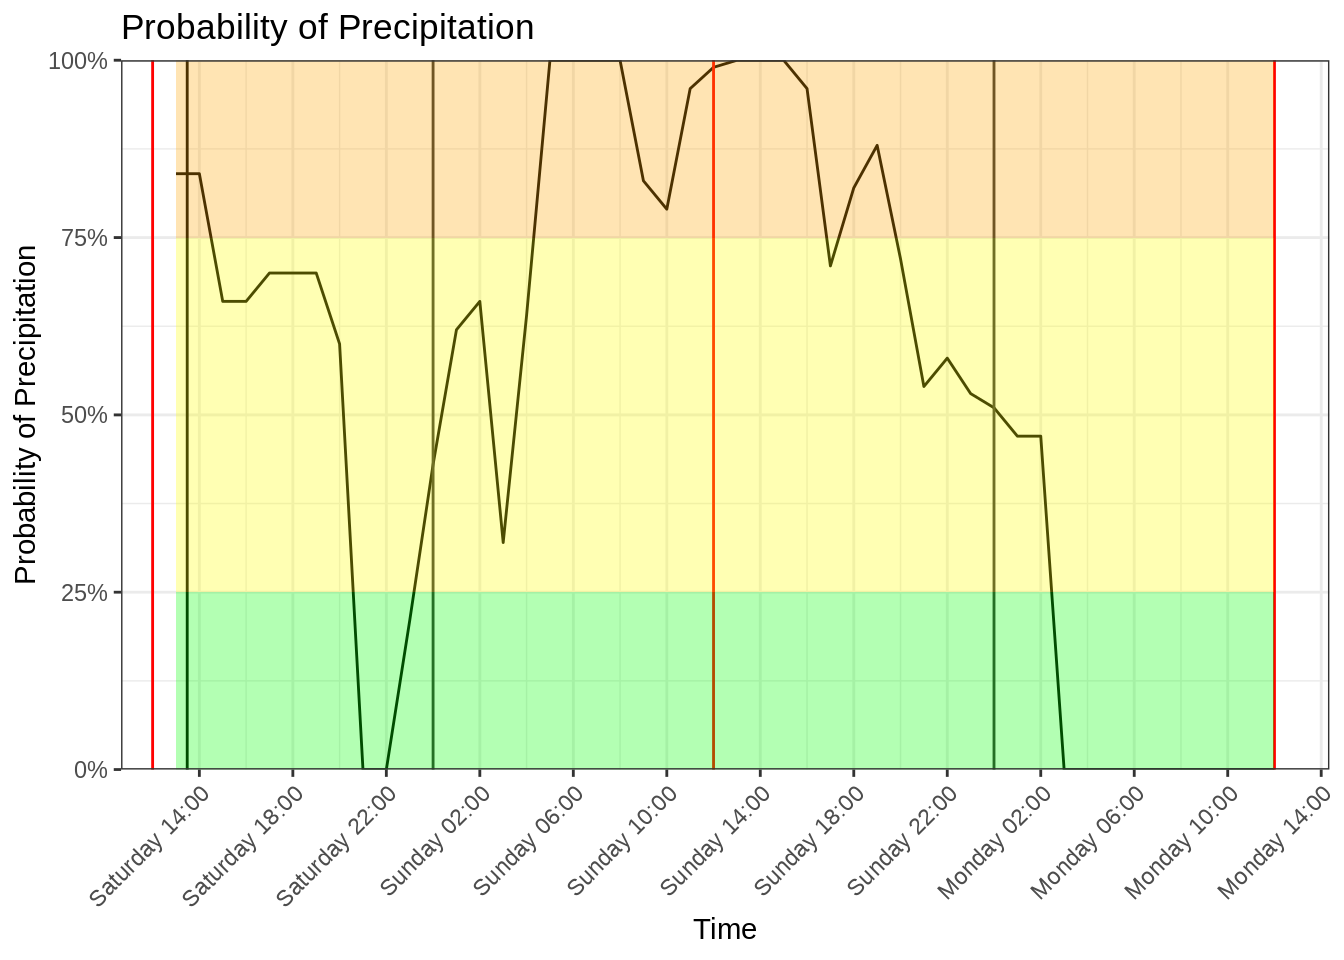 Probability of Precipitation
Probability of Precipitation
100%
75%
50%
25%
0%
Saturday 14:00
Saturday 18:00
Saturday 22:00
Sunday 02:00
Sunday 06:00
Sunday 10:00
Sunday 14:00
Sunday 18:00
Sunday 22:00
Monday 02:00
Monday 06:00
Monday 10:00
Monday 14:00
Time